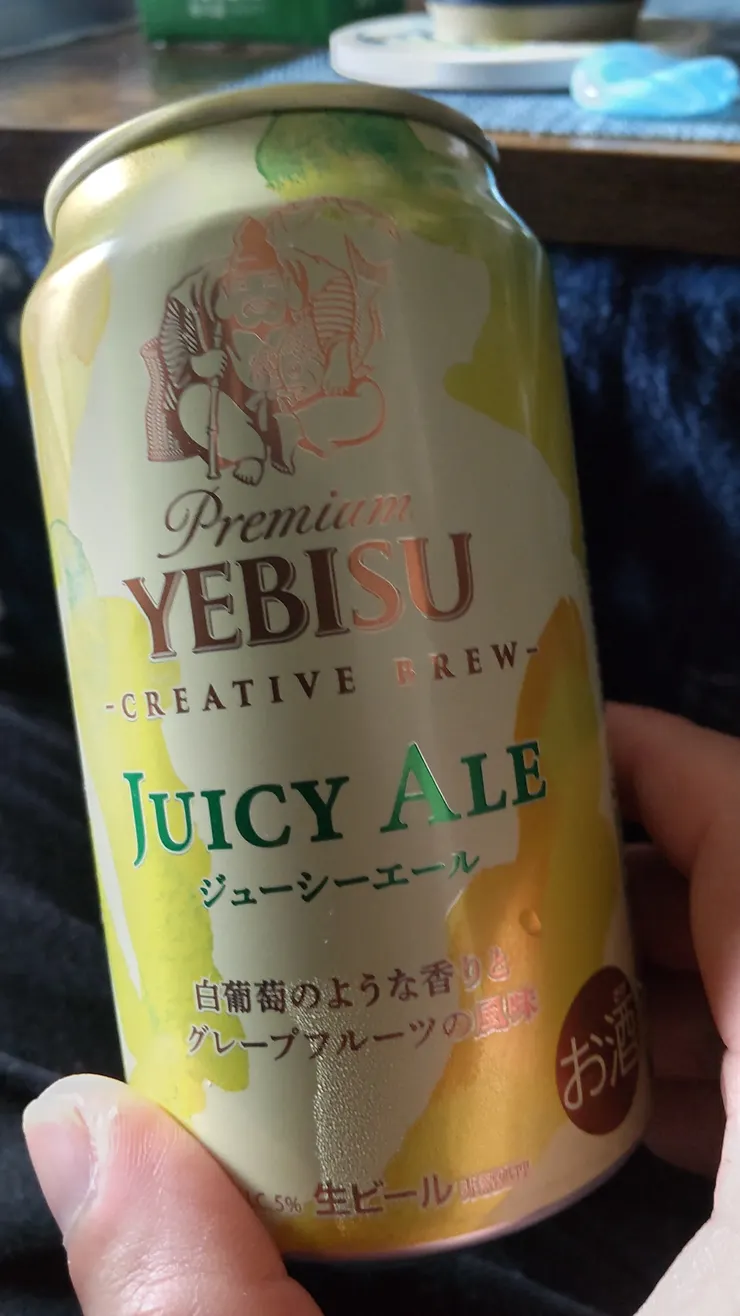 Premium
YEBISU
-CREATIVE BREW-
JUICY ALE
ジューシーエール
白葡萄のような香りと
グレープフルーツの風味
お酒
5% 生ビール